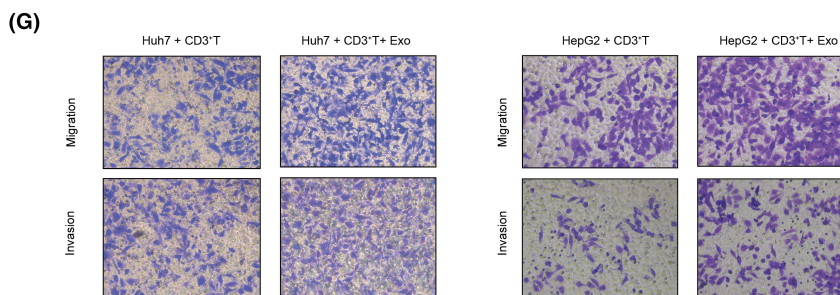 (G)
Huh7 + CD3⁺T
Huh7 + CD3⁺T+ Exo
HepG2 + CD3⁺T
HepG2 + CD3⁺T+ Exo
Migration
Migration
Invasion
Invasion